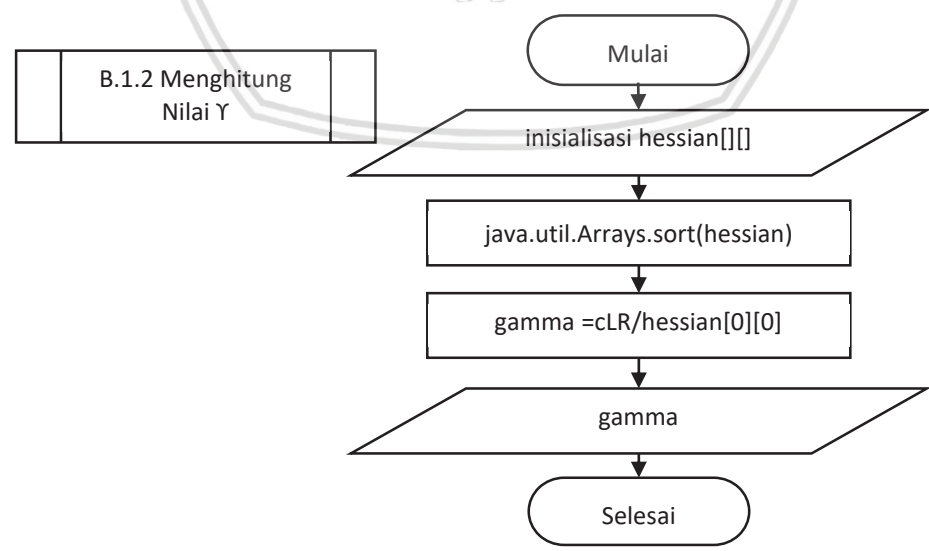 B.1.2 Menghitung
Nilai ϒ
Mulai
inisialisasi hessian[][]
java.util.Arrays.sort(hessian)
gamma =cLR/hessian[0][0]
gamma
Selesai